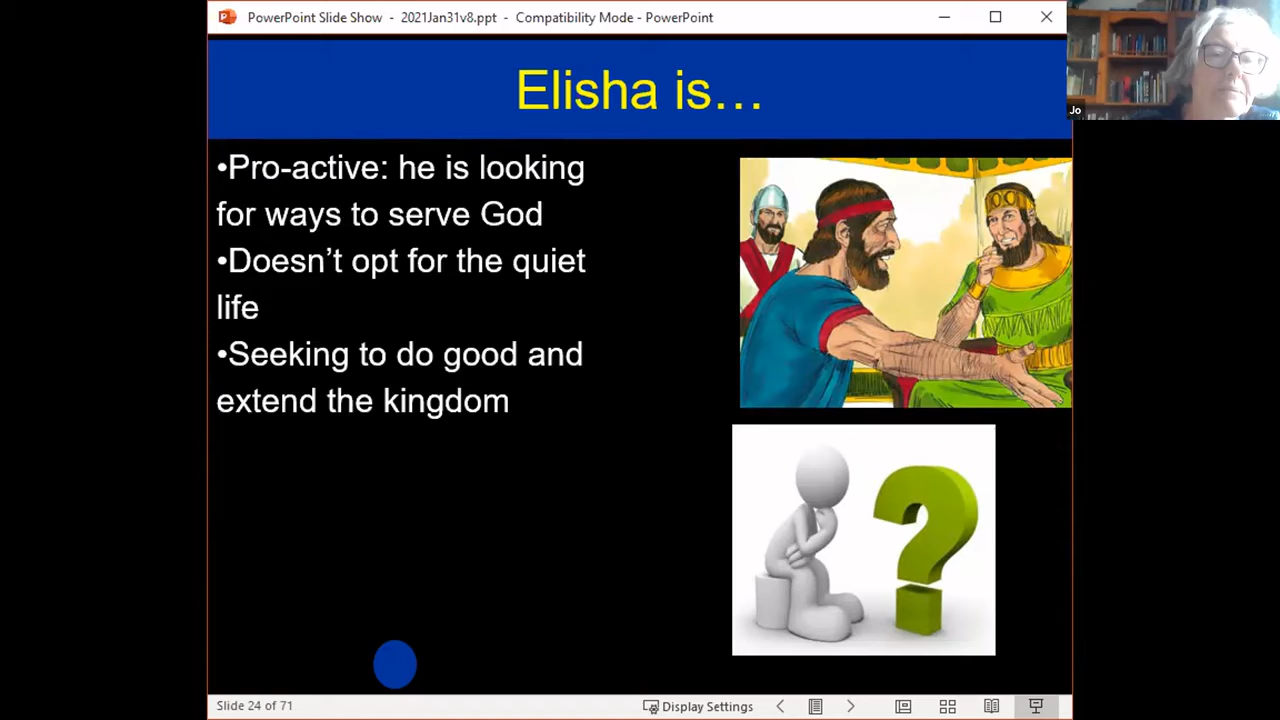 PowerPoint Slide Show - 2021Jan31v8.ppt - Compatibility Mode - PowerPoint
Elisha is…
Jo
•Pro-active: he is looking
for ways to serve God
•Doesn’t opt for the quiet
life
•Seeking to do good and
extend the kingdom
?
Slide 24 of 71
Display Settings